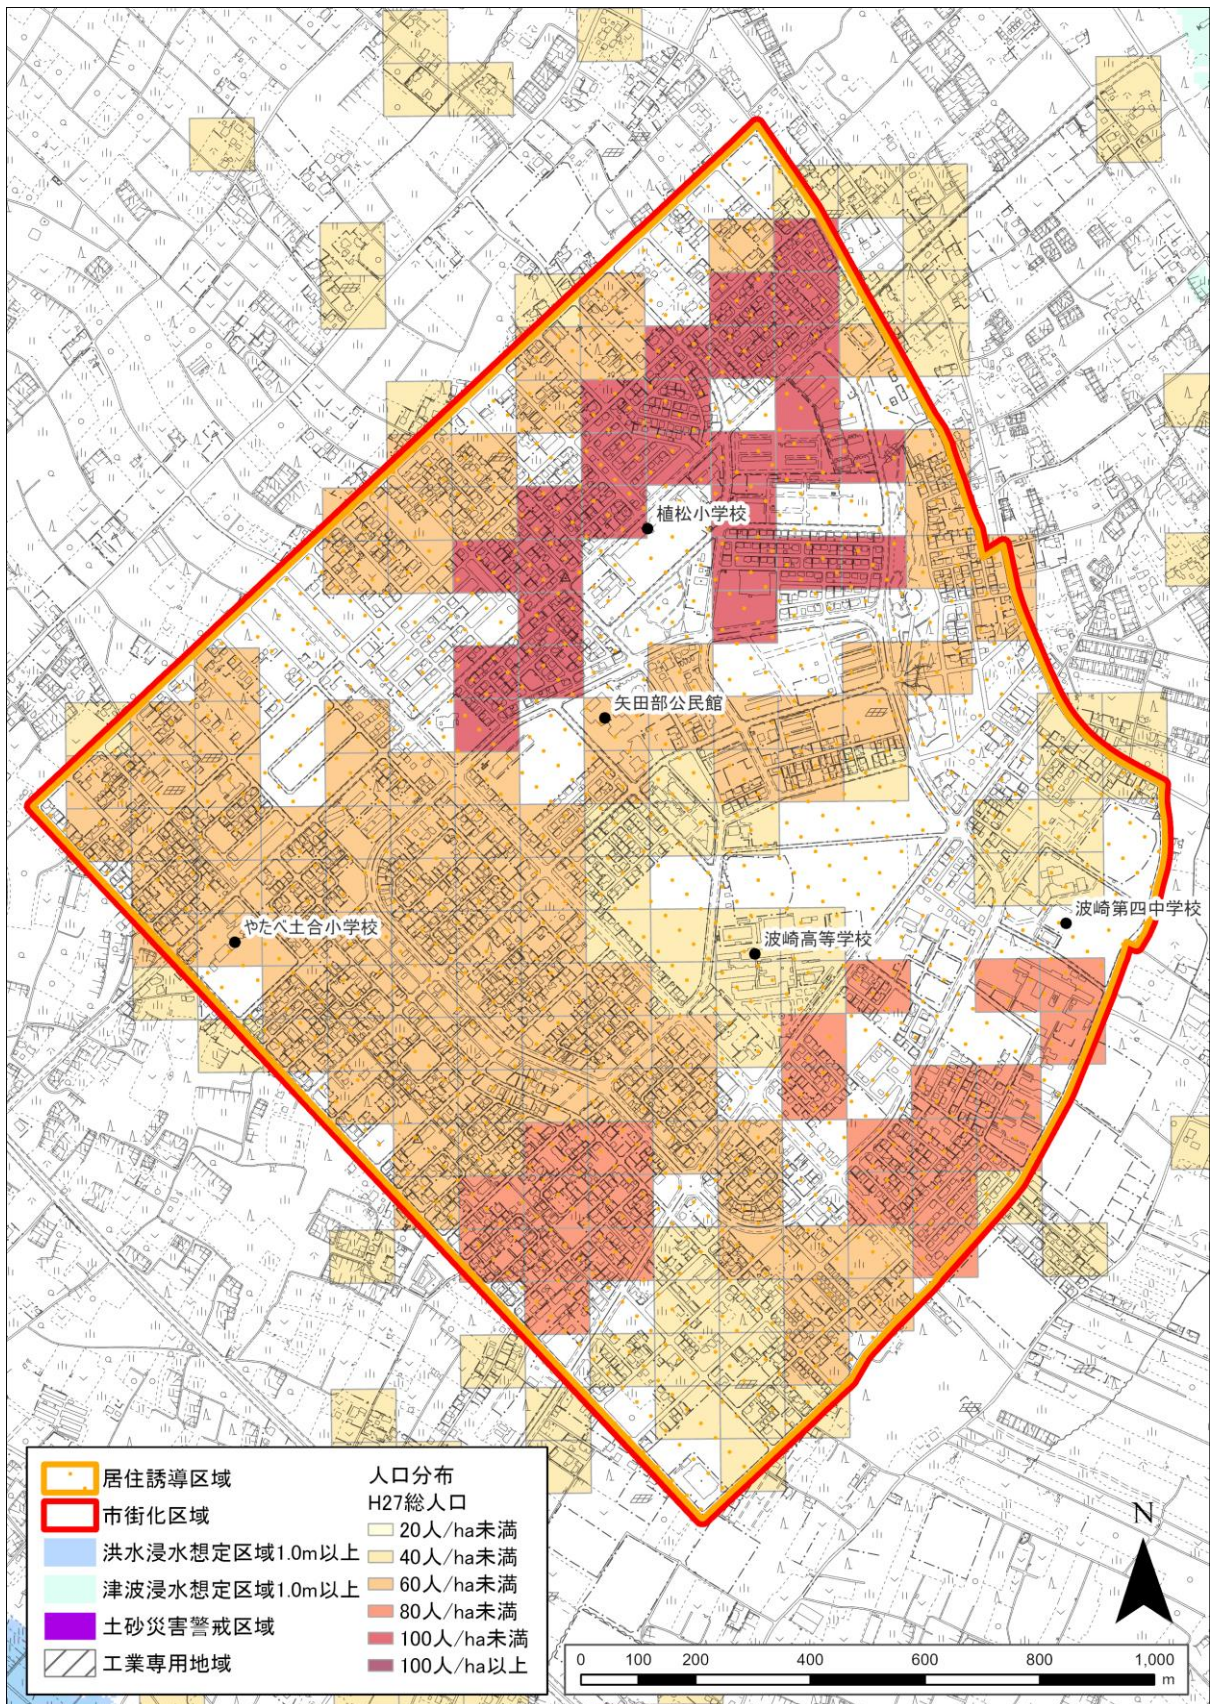 植松小学校
矢田部公民館
波崎第四中学校
やたべ土合小学校
波崎高等学校
居住誘導区域
市街化区域
洪水浸水想定区域1.0m以上
津波浸水想定区域1.0m以上
土砂災害警戒区域
工業専用地域
人口分布
H27総人口
20人/ha未満
40人/ha未満
60人/ha未満
80人/ha未満
100人/ha未満
100人/ha以上
N
0 100 200 400 600 800 1,000
m